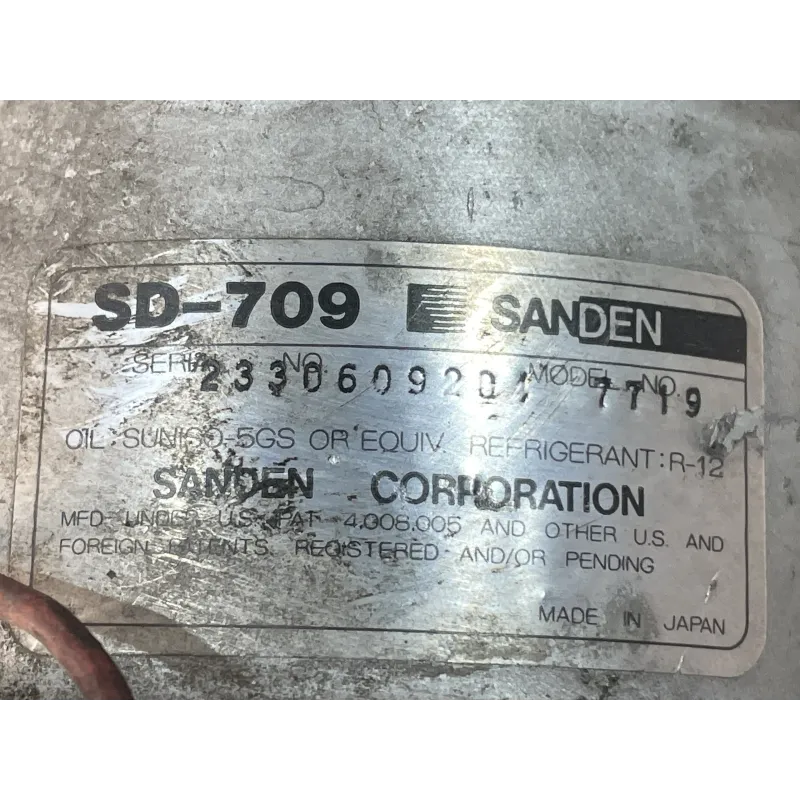 SD-709 SANDEN
SERIAL NO. 2330609204 MODEL NO. 7719
OIL: SUNISO-5GS OR EQUIV. REFRIGERANT: R-12
SANDEN CORPORATION
MFD. UNDER U.S. PAT. 4.008.005 AND OTHER U.S. AND
FOREIGN PATENTS, REGISTERED AND/OR PENDING
MADE IN JAPAN